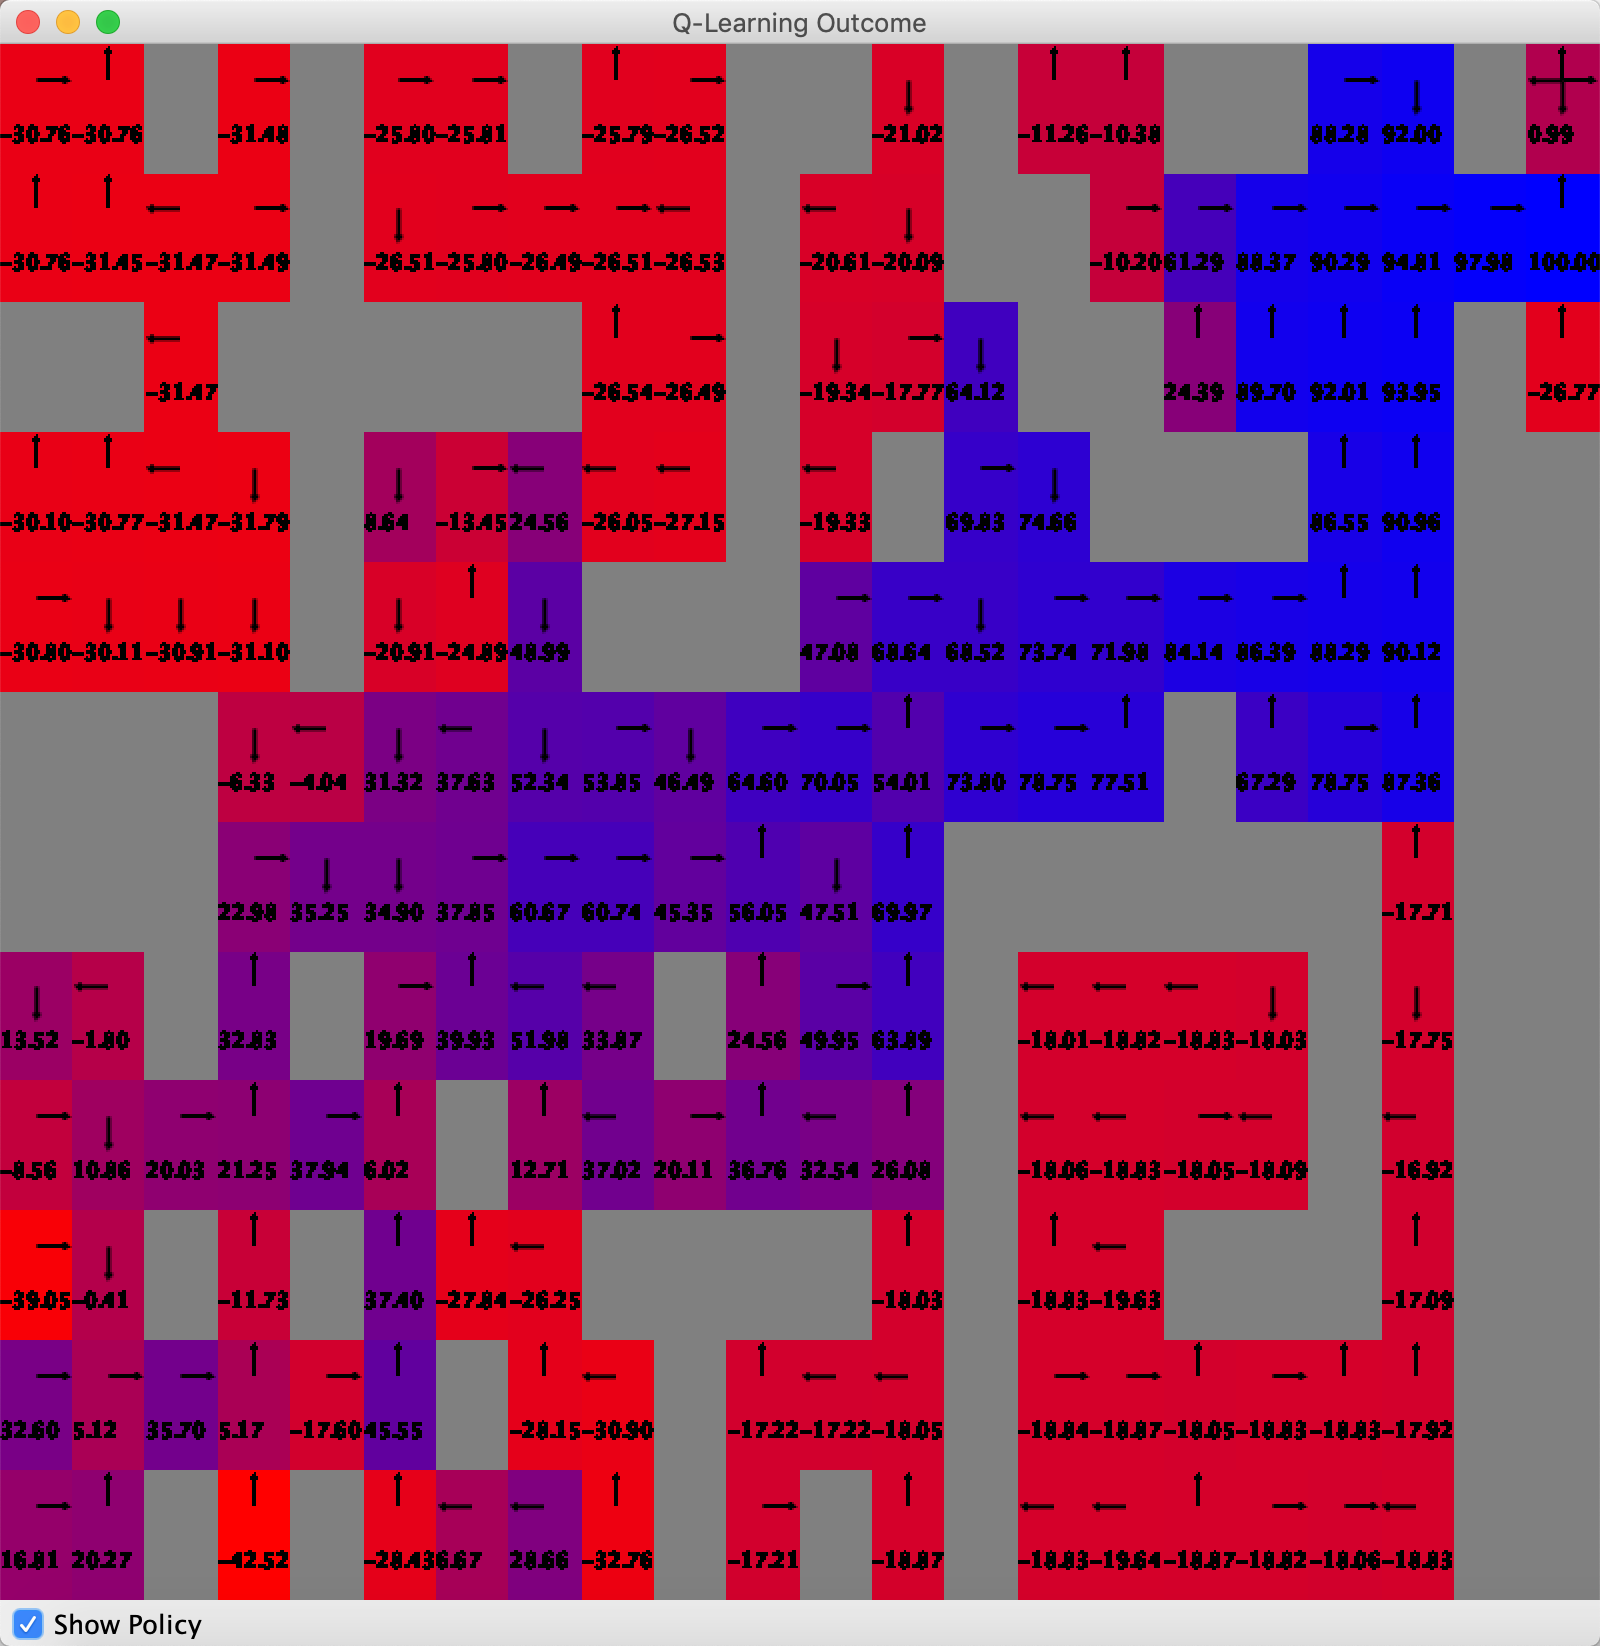 Q-Learning Outcome
-30.76 -30.76 -31.48 -25.80 -25.81 -25.79 -26.52 -21.02 -11.26 -10.38 88.28 92.00 0.99
-30.76 -31.45 -31.47 -31.49 -26.51 -25.80 -26.49 -26.51 -26.53 -20.61 -20.09 -10.20 61.29 88.37 90.29 94.81 97.98 100.00
-31.47 -26.54 -26.49 -19.34 -17.77 64.12 24.39 89.70 92.01 93.95 -26.77
-30.10 -30.77 -31.47 -31.79 8.64 -13.45 24.56 -26.05 -27.15 -19.33 69.83 74.66 86.55 90.96
-30.80 -30.11 -30.91 -31.10 -20.91 -24.89 48.99 47.08 68.64 68.52 73.74 71.98 84.14 86.39 88.29 90.12
-6.33 -4.04 31.32 37.63 52.34 53.85 46.49 64.60 70.05 54.01 73.80 78.75 77.51 67.29 78.75 87.36
22.98 35.25 34.90 37.85 60.67 60.74 45.35 56.05 47.51 69.97 -17.71
13.52 -1.80 32.83 19.69 39.93 51.98 33.87 24.56 49.95 63.89 -18.01 -18.82 -18.83 -18.03 -17.75
-8.56 10.86 20.03 21.25 37.94 6.02 12.71 37.02 20.11 36.76 32.54 26.08 -18.06 -18.83 -18.05 -18.09 -16.92
-39.05 -0.41 -11.73 37.40 -27.84 -26.25 -18.03 -18.83 -19.63 -17.09
32.60 5.12 35.70 5.17 -17.60 45.55 -28.15 -30.90 -17.22 -17.22 -18.05 -18.84 -18.87 -18.05 -18.83 -18.83 -17.92
16.81 20.27 -42.52 -28.43 6.67 28.66 -32.76 -17.21 -18.87 -18.83 -19.64 -18.87 -18.82 -18.06 -18.83
Show Policy